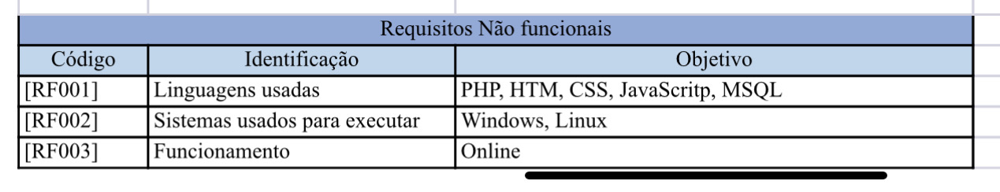 Requisitos Não funcionais
Código Identificação Objetivo
[RF001] Linguagens usadas PHP, HTM, CSS, JavaScritp, MSQL
[RF002] Sistemas usados para executar Windows, Linux
[RF003] Funcionamento Online